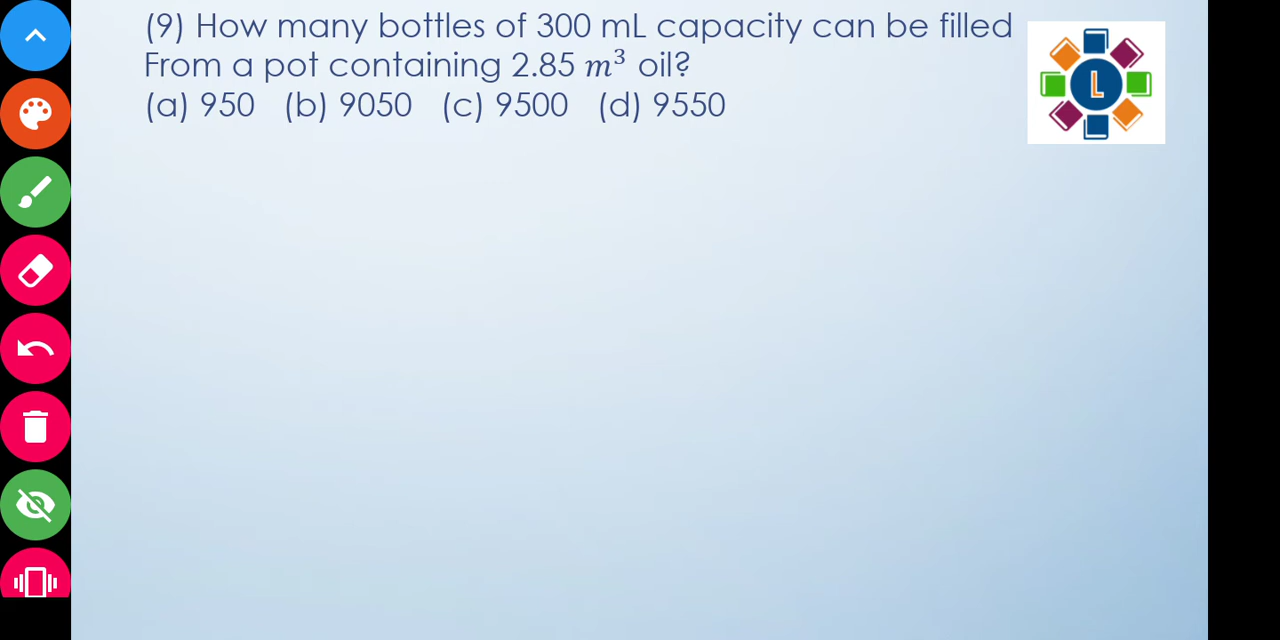 (9) How many bottles of 300 mL capacity can be filled
From a pot containing 2.85 m³ oil?
(a) 950 (b) 9050 (c) 9500 (d) 9550
L